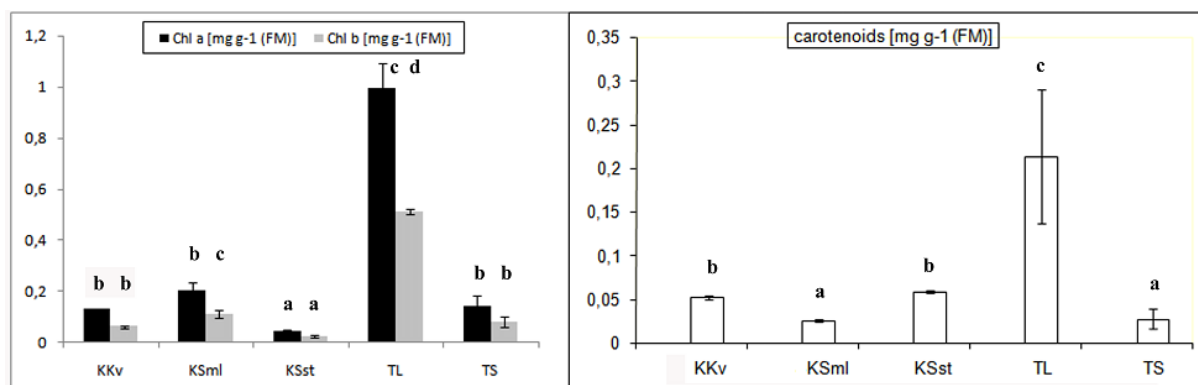 Chl a [mg g-1 (FM)] Chl b [mg g-1 (FM)]
1,2
1
0,8
0,6
0,4
0,2
0
b b
b c
a a
c d
b b
KKv KSml KSst TL TS
carotenoids [mg g-1 (FM)]
0,35
0,3
0,25
0,2
0,15
0,1
0,05
0
b
a
b
c
a
KKv KSml KSst TL TS